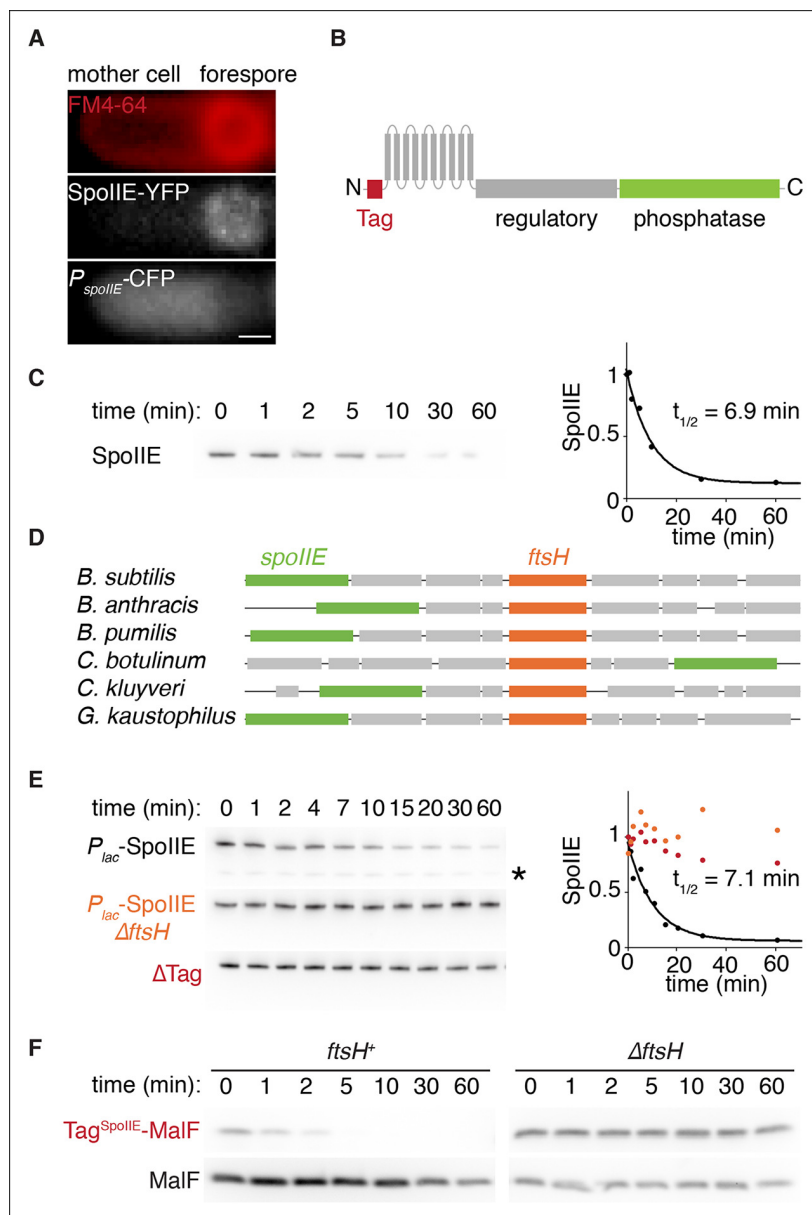 A
mother cell forespore
FM4-64
SpoIIE-YFP
PspoIIE-CFP
B
N
C
Tag
regulatory
phosphatase
C
time (min): 0 1 2 5 10 30 60
SpoIIE
SpoIIE
1
0.5
0
t1/2 = 6.9 min
0 20 40 60
time (min)
D
spoIIE
ftsH
B. subtilis
B. anthracis
B. pumilis
C. botulinum
C. kluyveri
G. kaustophilus
E
time (min): 0 1 2 4 7 10 15 20 30 60
Plac-SpoIIE
*
Plac-SpoIIE
ΔftsH
ΔTag
SpoIIE
1
0.5
0
t1/2 = 7.1 min
0 20 40 60
time (min)
F
ftsH+
ΔftsH
time (min): 0 1 2 5 10 30 60 0 1 2 5 10 30 60
TagSpoIIE-MalF
MalF